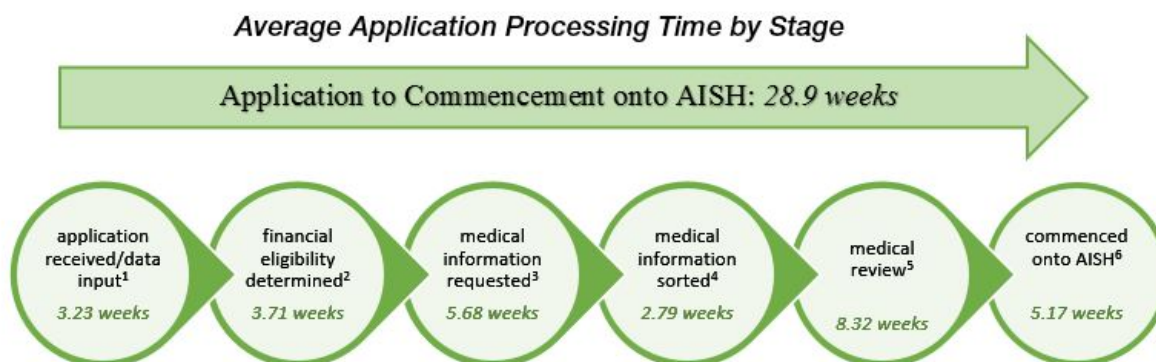 Average Application Processing Time by Stage
Application to Commencement onto AISH: 28.9 weeks
application
received/data
input1
3.23 weeks
financial
eligibility
determined2
3.71 weeks
medical
information
requested3
5.68 weeks
medical
information
sorted4
2.79 weeks
medical
review5
8.32 weeks
commenced
onto AISH6
5.17 weeks